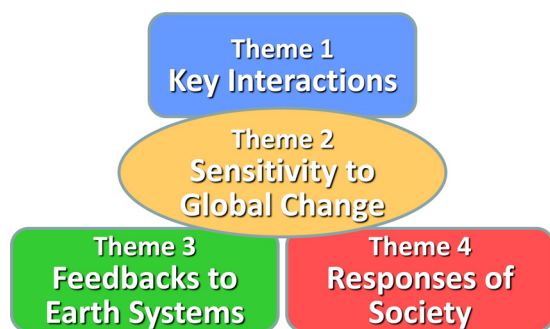 Theme 1
Key Interactions
Theme 2
Sensitivity to
Global Change
Theme 3
Feedbacks to
Earth Systems
Theme 4
Responses of
Society